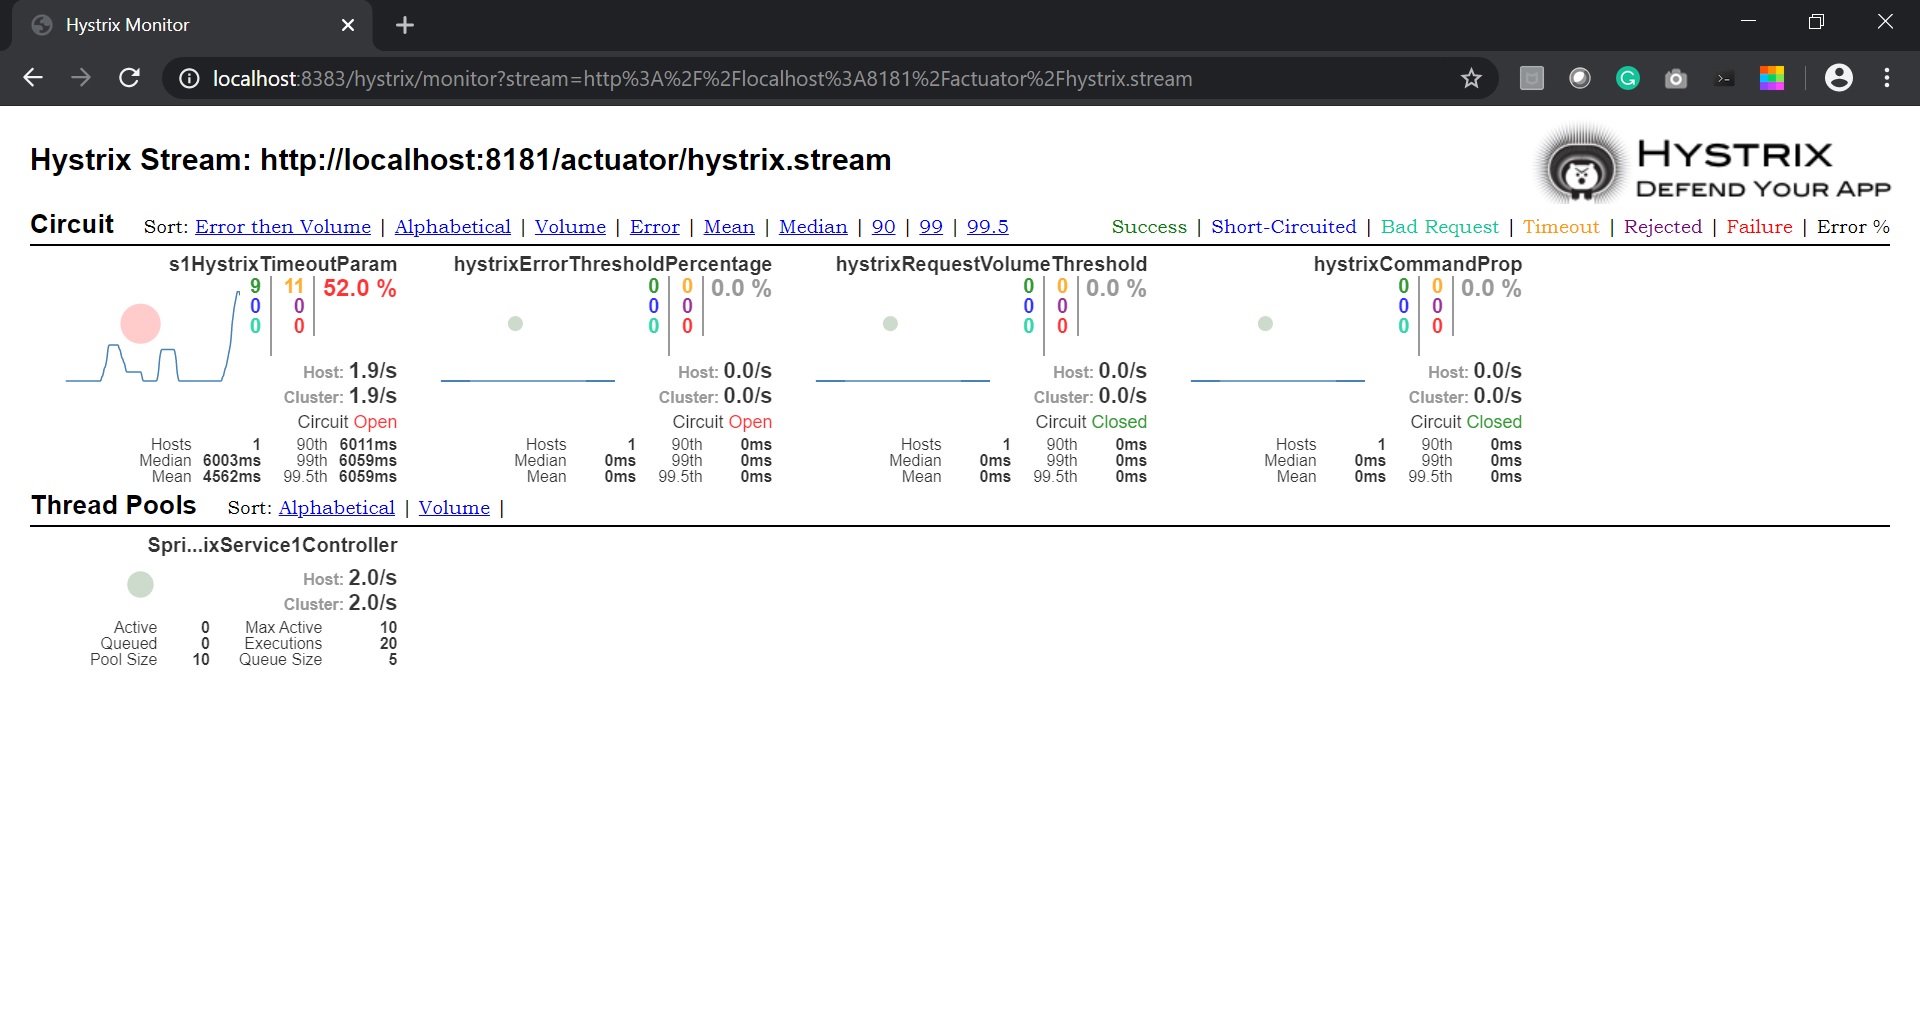 Hystrix Monitor
localhost:8383/hystrix/monitor?stream=http%3A%2F%2Flocalhost%3A8181%2Factuator%2Fhystrix.stream
Hystrix Stream: http://localhost:8181/actuator/hystrix.stream
HYSTRIX
DEFEND YOUR APP
Circuit Sort: Error then Volume | Alphabetical | Volume | Error | Mean | Median | 90 | 99 | 99.5 Success | Short-Circuited | Bad Request | Timeout | Rejected | Failure | Error %
s1HystrixTimeoutParam
9 11 52.0 %
0 0
0 0
Host: 1.9/s
Cluster: 1.9/s
Circuit Open
Hosts 1 90th 6011ms
Median 6003ms 99th 6059ms
Mean 4562ms 99.5th 6059ms
hystrixErrorThresholdPercentage
0 0 0.0 %
0 0
0 0
Host: 0.0/s
Cluster: 0.0/s
Circuit Open
Hosts 1 90th 0ms
Median 0ms 99th 0ms
Mean 0ms 99.5th 0ms
hystrixRequestVolumeThreshold
0 0 0.0 %
0 0
0 0
Host: 0.0/s
Cluster: 0.0/s
Circuit Closed
Hosts 1 90th 0ms
Median 0ms 99th 0ms
Mean 0ms 99.5th 0ms
hystrixCommandProp
0 0 0.0 %
0 0
0 0
Host: 0.0/s
Cluster: 0.0/s
Circuit Closed
Hosts 1 90th 0ms
Median 0ms 99th 0ms
Mean 0ms 99.5th 0ms
Thread Pools Sort: Alphabetical | Volume |
Spri...ixService1Controller
Host: 2.0/s
Cluster: 2.0/s
Active 0 Max Active 10
Queued 0 Executions 20
Pool Size 10 Queue Size 5